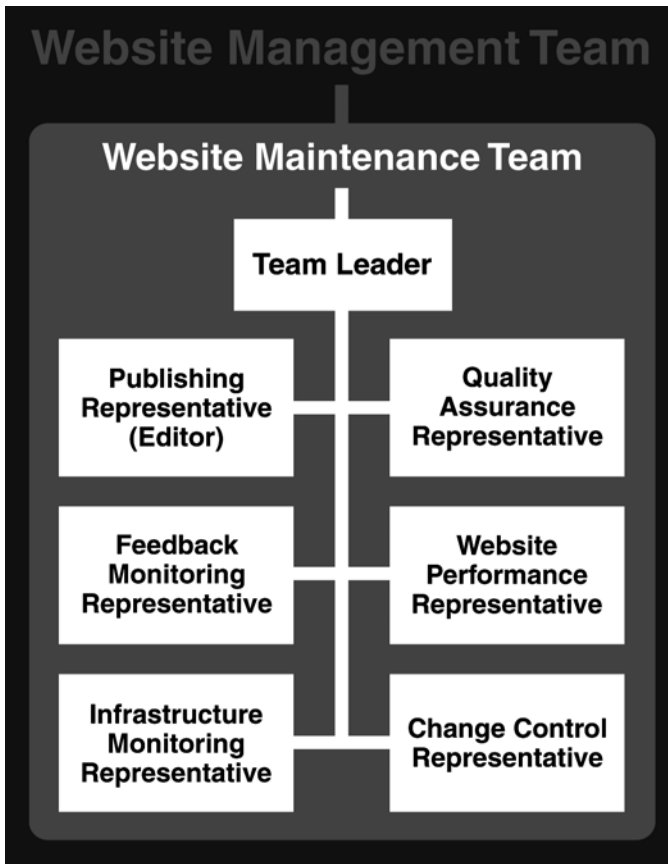 Website Management Team
Website Maintenance Team
Team Leader
Publishing
Representative
(Editor)
Quality
Assurance
Representative
Feedback
Monitoring
Representative
Website
Performance
Representative
Infrastructure
Monitoring
Representative
Change Control
Representative